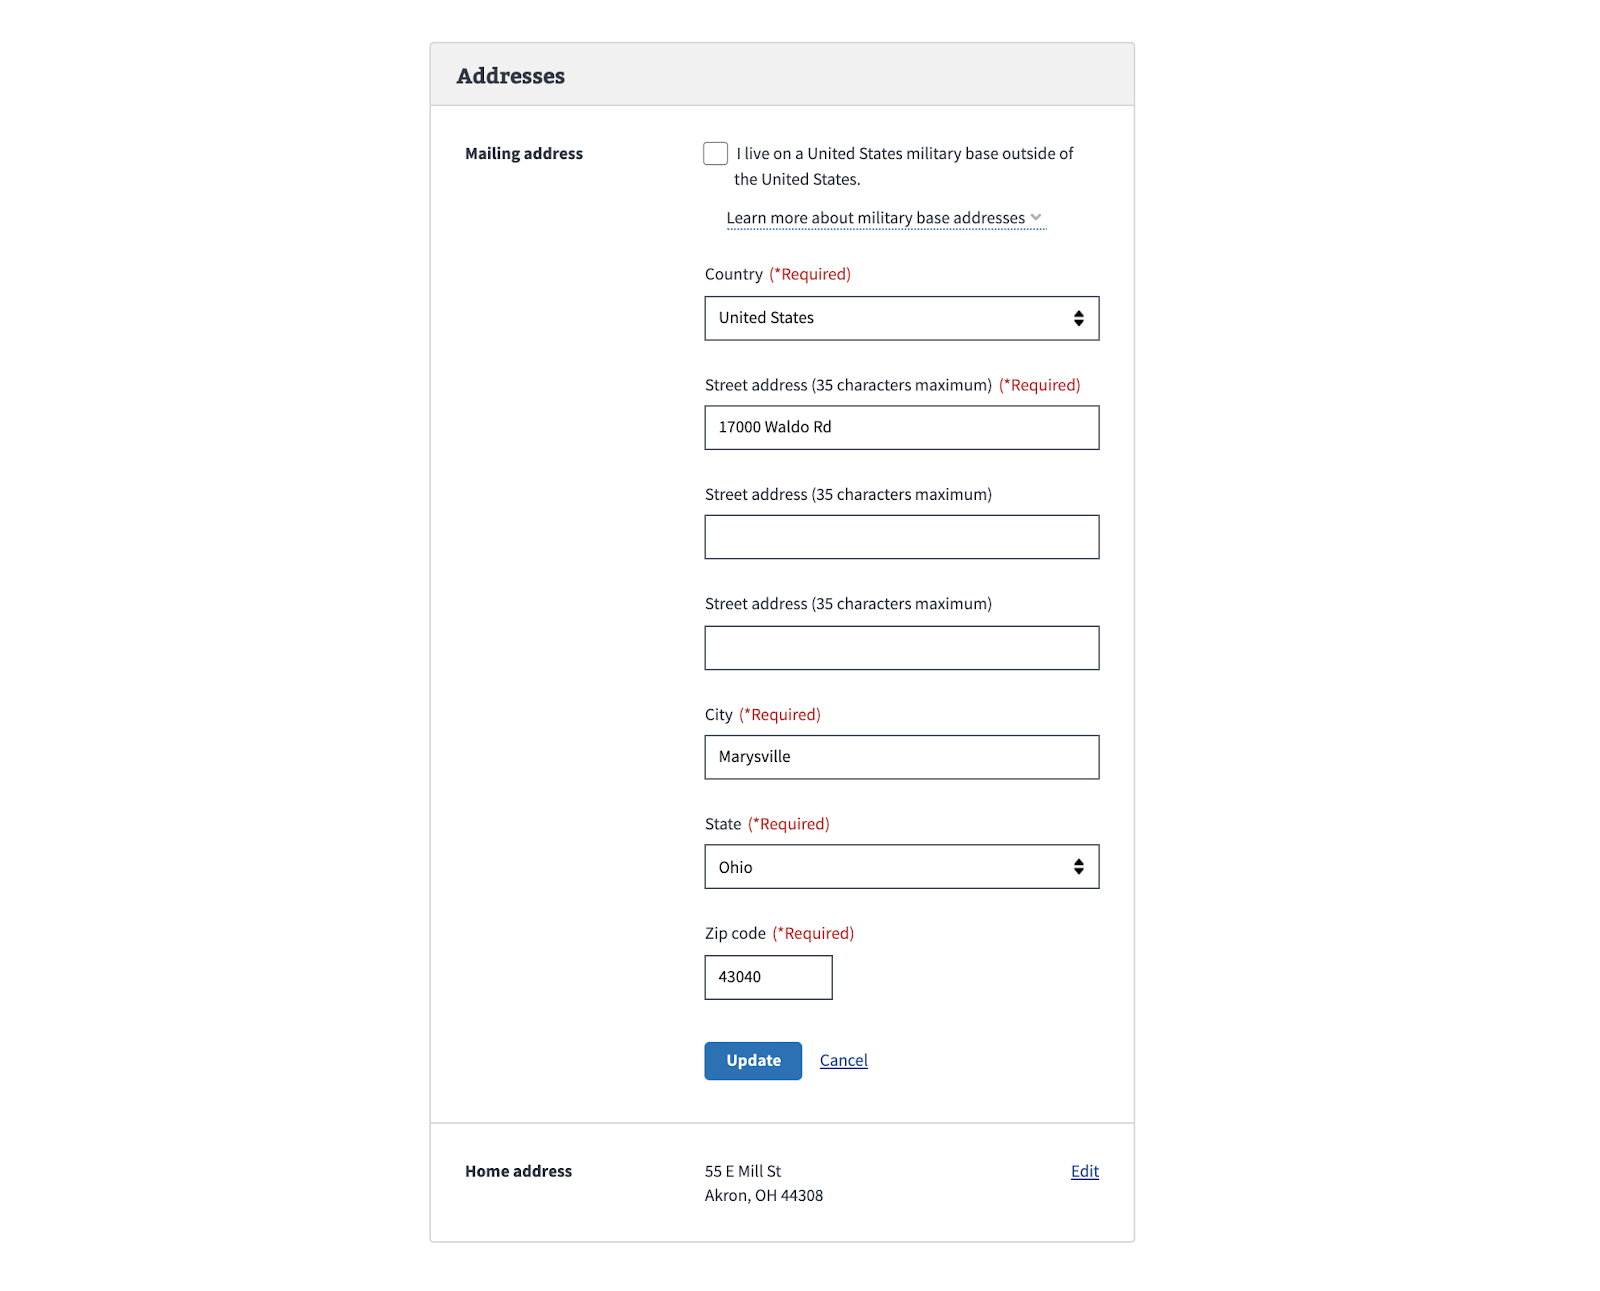 Addresses
Mailing address
I live on a United States military base outside of
the United States.
Learn more about military base addresses
Country (*Required)
United States
Street address (35 characters maximum) (*Required)
17000 Waldo Rd
Street address (35 characters maximum)
Street address (35 characters maximum)
City (*Required)
Marysville
State (*Required)
Ohio
Zip code (*Required)
43040
Update Cancel
Home address
55 E Mill St
Akron, OH 44308
Edit